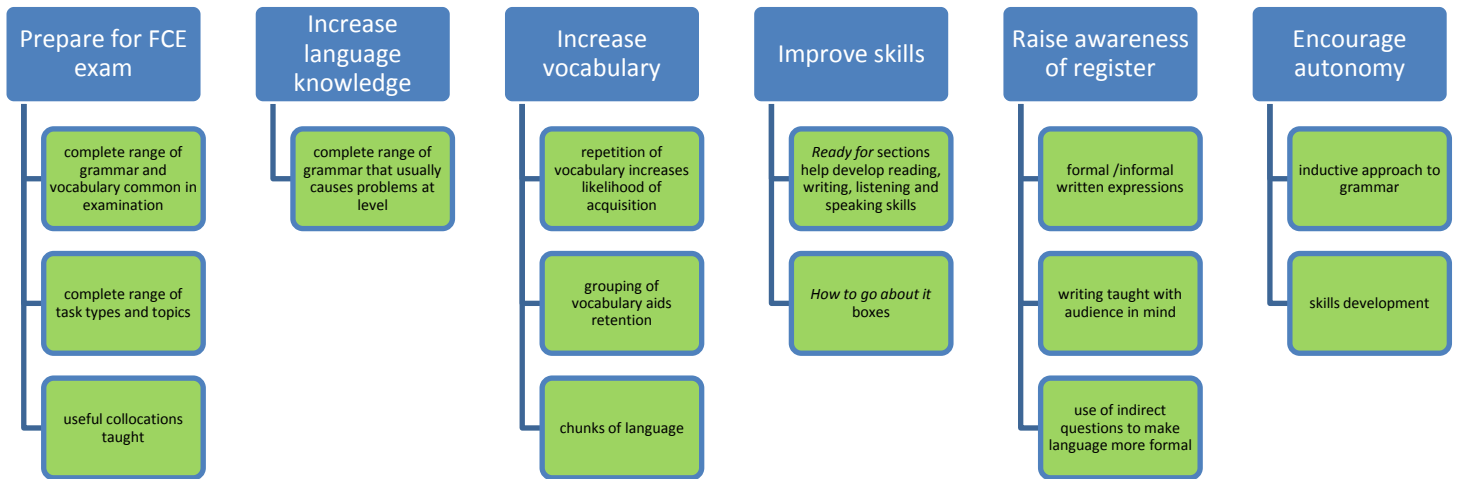 Prepare for FCE
exam
complete range of
grammar and
vocabulary common in
examination
complete range of
task types and topics
useful collocations
taught
Increase
language
knowledge
complete range of
grammar that usually
causes problems at
level
Increase
vocabulary
repetition of
vocabulary increases
likelihood of
acquisition
grouping of
vocabulary aids
retention
chunks of language
Improve skills
Ready for sections
help develop reading,
writing, listening and
speaking skills
How to go about it
boxes
Raise awareness
of register
formal /informal
written expressions
writing taught with
audience in mind
use of indirect
questions to make
language more formal
Encourage
autonomy
inductive approach to
grammar
skills development